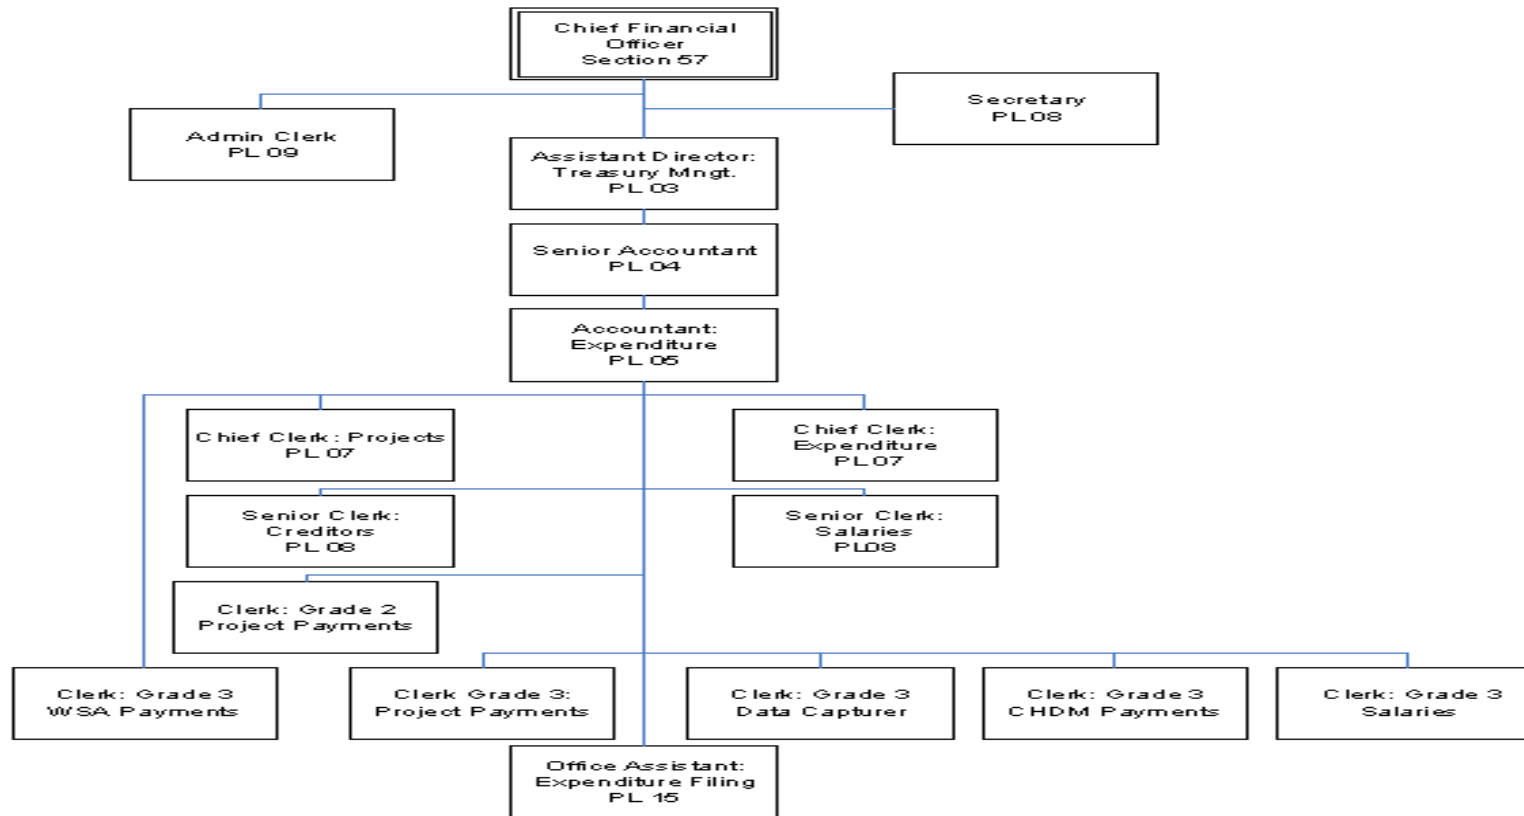 Chief Financial
Officer
Section 57
Secretary
PL 08
Admin Clerk
PL 09
Assistant Director:
Treasury Mngt.
PL 03
Senior Accountant
PL 04
Accountant:
Expenditure
PL 05
Chief Clerk: Projects
PL 07
Chief Clerk:
Expenditure
PL 07
Senior Clerk:
Creditors
PL 08
Senior Clerk:
Salaries
PL08
Clerk: Grade 2
Project Payments
Clerk: Grade 3
WSA Payments
Clerk Grade 3:
Project Payments
Clerk: Grade 3
Data Capturer
Clerk: Grade 3
CHDM Payments
Clerk: Grade 3
Salaries
Office Assistant:
Expenditure Filing
PL 15